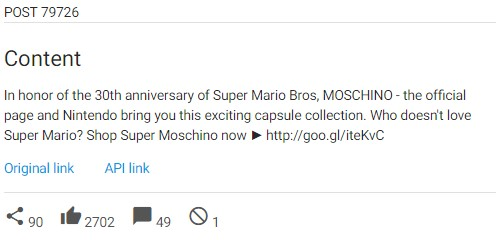 POST 79726
Content
In honor of the 30th anniversary of Super Mario Bros, MOSCHINO - the official
page and Nintendo bring you this exciting capsule collection. Who doesn't love
Super Mario? Shop Super Moschino now ► http://goo.gl/iteKvC
Original link API link
90 2702 49 1